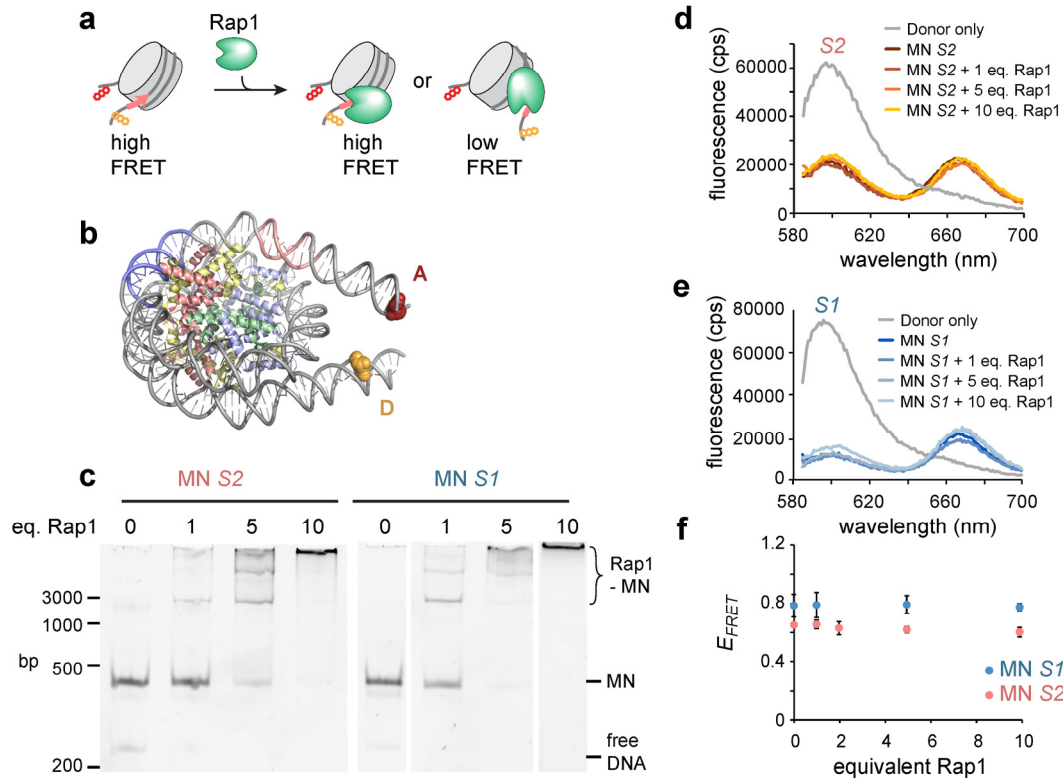 a
Rap1
or
high
FRET
high
FRET
low
FRET
b
A
D
c
MN S2
MN S1
eq. Rap1
0 1 5 10
0 1 5 10
3000
1000
bp
500
200
Rap1
- MN
MN
free
DNA
d
S2
Donor only
MN S2
MN S2 + 1 eq. Rap1
MN S2 + 5 eq. Rap1
MN S2 + 10 eq. Rap1
fluorescence (cps)
60000
40000
20000
0
580 620 660 700
wavelength (nm)
e
S1
Donor only
MN S1
MN S1 + 1 eq. Rap1
MN S1 + 5 eq. Rap1
MN S1 + 10 eq. Rap1
fluorescence (cps)
80000
60000
40000
20000
0
580 620 660 700
wavelength (nm)
f
EFRET
1.2
0.8
0.4
0
0 2 4 6 8 10
MN S1
MN S2
equivalent Rap1